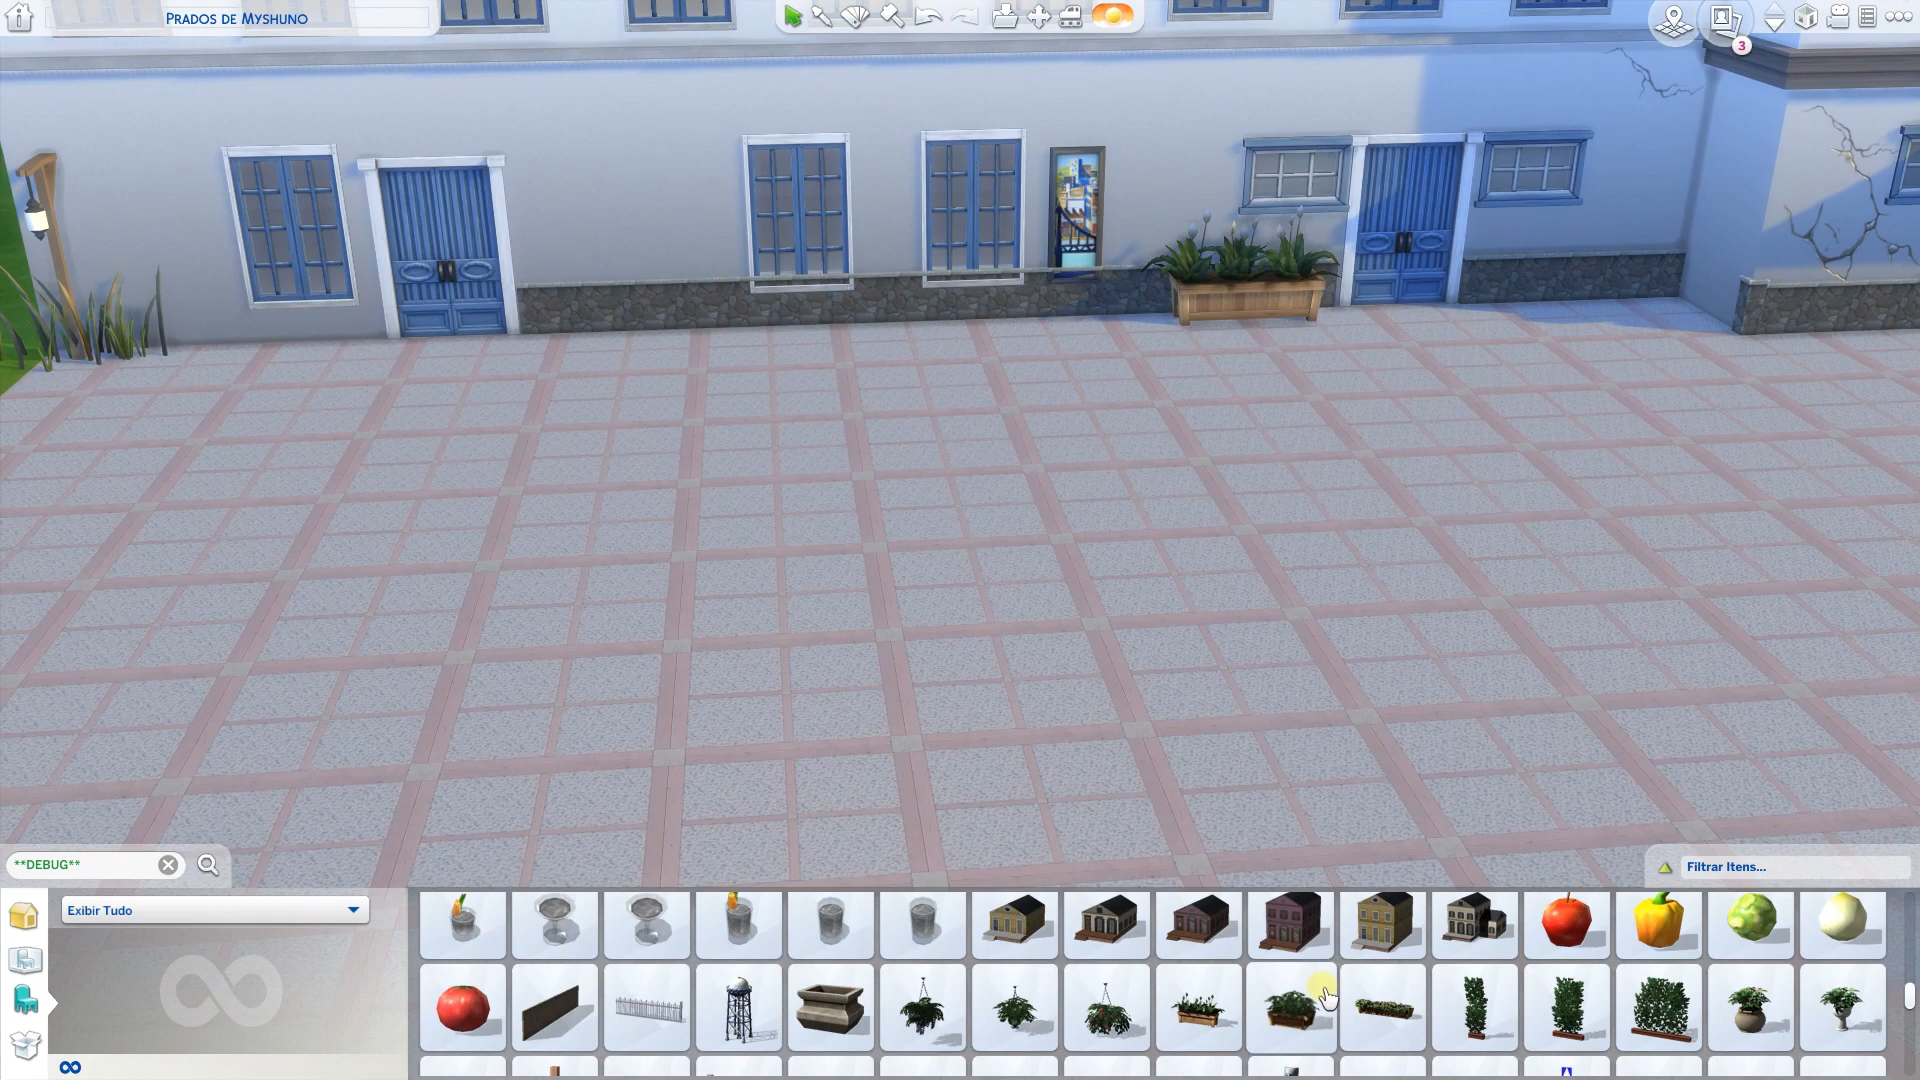 Prados de Myshuno
3
**DEBUG**
Filtrar Itens...
Exibir Tudo